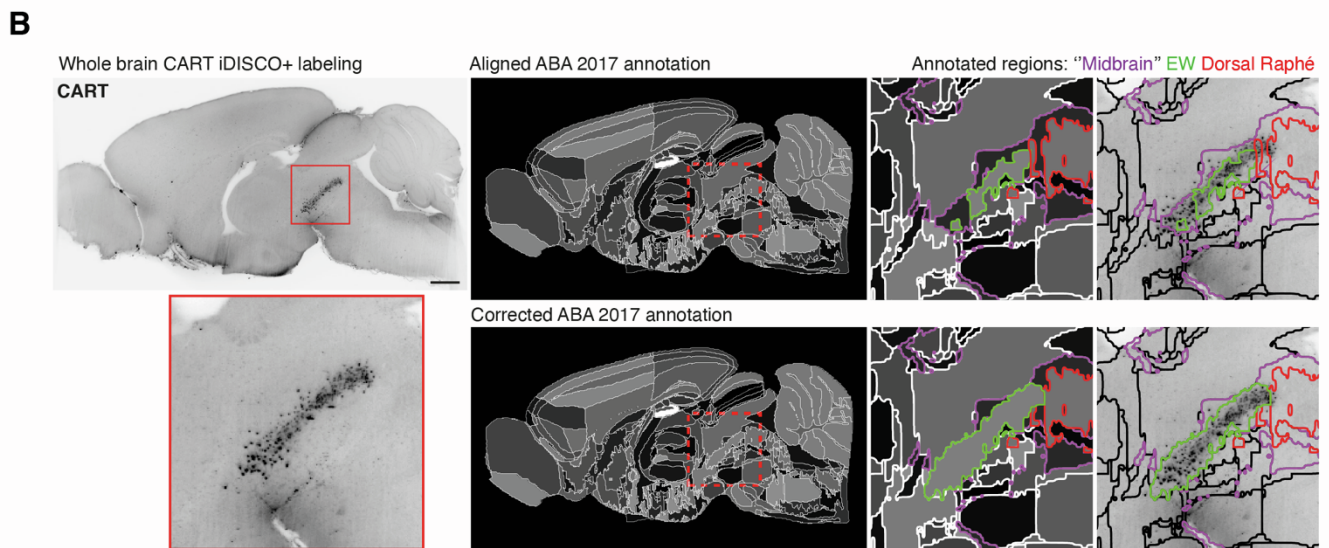 B
Whole brain CART iDISCO+ labeling
CART
Aligned ABA 2017 annotation
Annotated regions: ‘‘Midbrain" EW Dorsal Raphé
Corrected ABA 2017 annotation